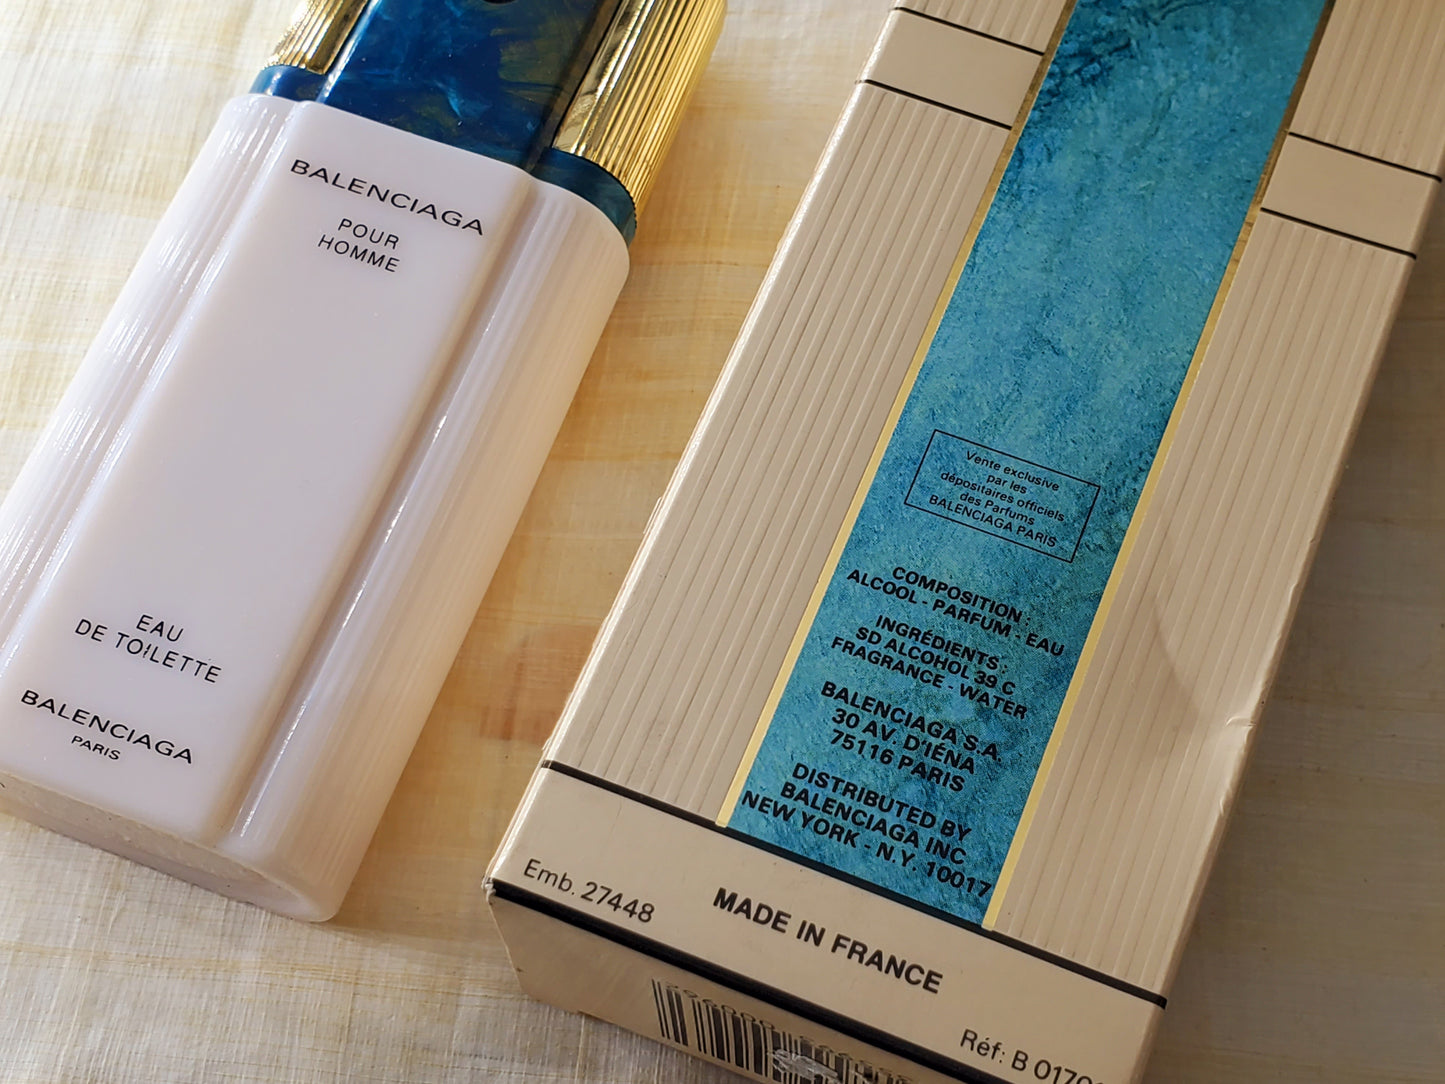 BALENCIAGA
POUR
HOMME
EAU
DE TOILETTE
BALENCIAGA
PARIS
Vente exclusive
par les
dépositaires officiels
des Parfums
BALENCIAGA PARIS
COMPOSITION :
ALCOOL - PARFUM - EAU
INGRÉDIENTS :
SD ALCOHOL 39 C
FRAGRANCE - WATER
BALENCIAGA S.A.
30 AV. D'IÉNA
75116 PARIS
DISTRIBUTED BY
BALENCIAGA INC
NEW YORK - N.Y. 10017
Emb. 27448
MADE IN FRANCE
Réf: B